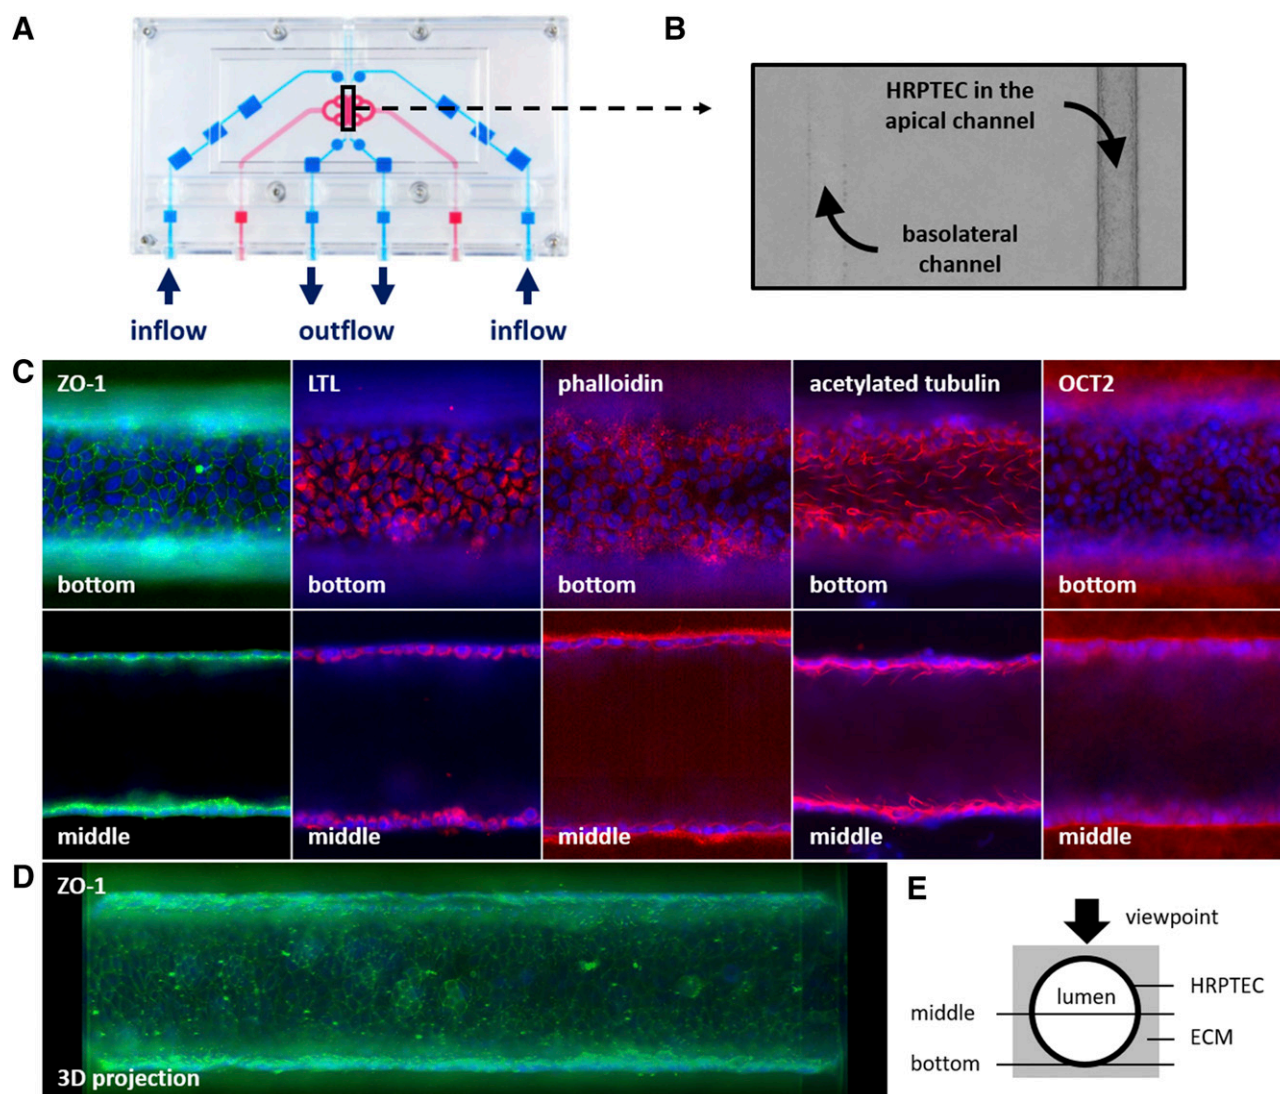 A
B
HRPTEC in the
apical channel
basolateral
channel
inflow
outflow
inflow
C
ZO-1
LTL
phalloidin
acetylated tubulin
OCT2
bottom
bottom
bottom
bottom
bottom
middle
middle
middle
middle
middle
D
ZO-1
3D projection
E
viewpoint
lumen
HRPTEC
middle
ECM
bottom